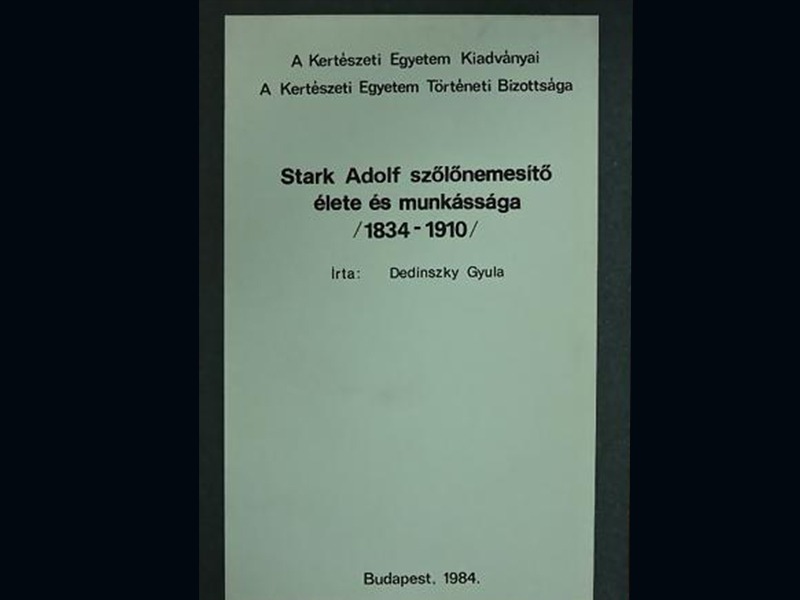 A Kertészeti Egyetem Kiadványai
A Kertészeti Egyetem Történeti Bizottsága
Stark Adolf szőlőnemesítő
élete és munkássága
/1834-1910/
Írta: Dedinszky Gyula
Budapest. 1984.